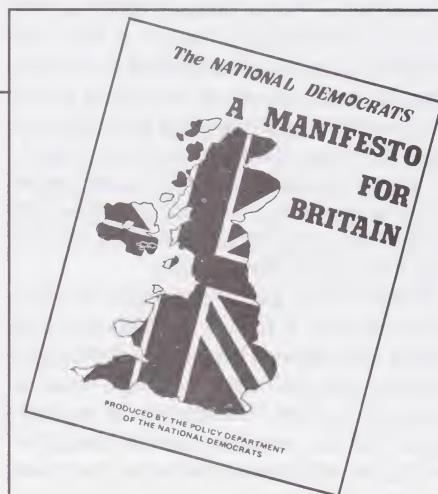 The NATIONAL DEMOCRATS
A MANIFESTO
FOR
BRITAIN
PRODUCED BY THE POLICY DEPARTMENT
OF THE NATIONAL DEMOCRATS